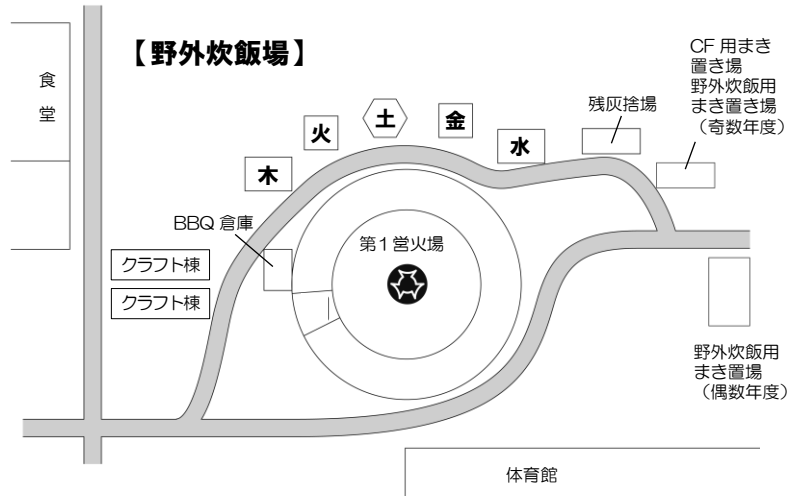 【野外炊飯場】
食
堂
CF 用まき
置き場
野外炊飯用
まき置き場
（奇数年度）
残灰捨場
土
金
火
水
木
BBQ 倉庫
第1営火場
クラフト棟
クラフト棟
野外炊飯用
まき置場
（偶数年度）
体育館